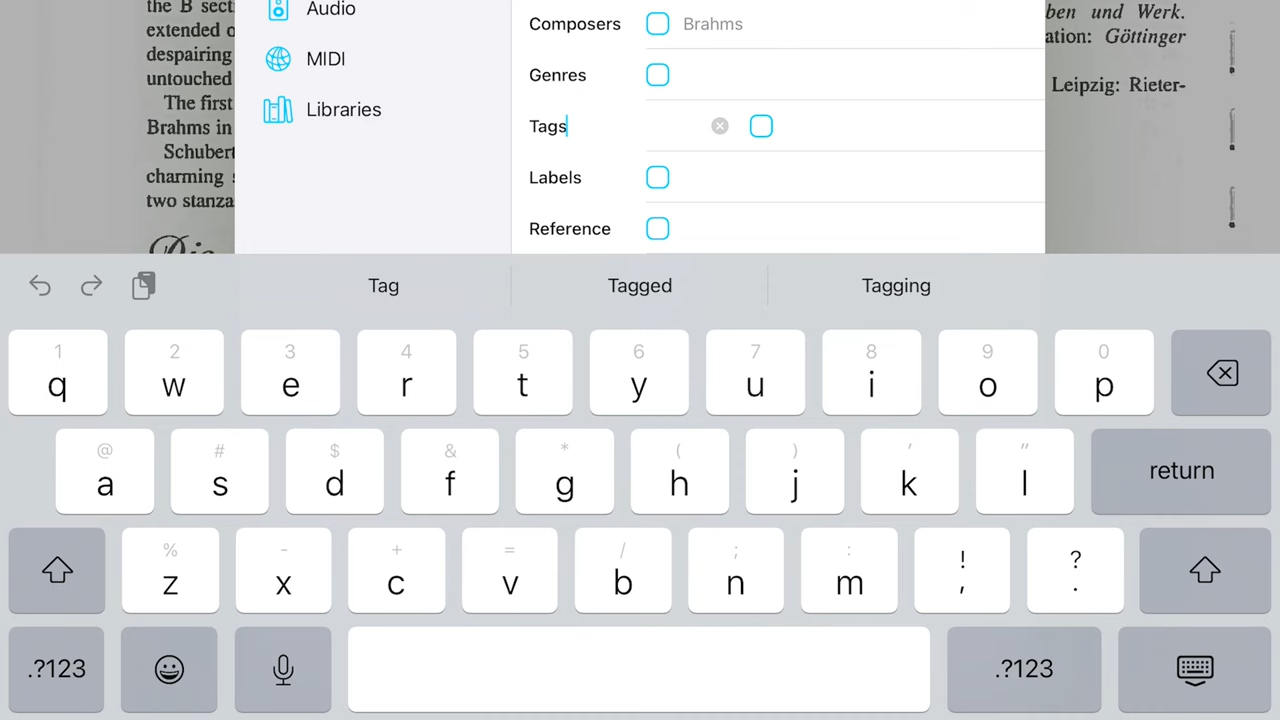 the B secti
extended o
despairing
untouched
The first
Brahms in
Schubert
charming s
two stanza
Die
Audio
MIDI
Libraries
Composers Brahms
Genres
Tags
Labels
Reference
ben und Werk.
ation: Göttinger
Leipzig: Rieter-
Tag Tagged Tagging
1 2 3 4 5 6 7 8 9 0
q w e r t y u i o p
@ # $ & * ( ) ' "
a s d f g h j k l return
% - + = / ; : ! ?
z x c v b n m , .
.?123 .?123